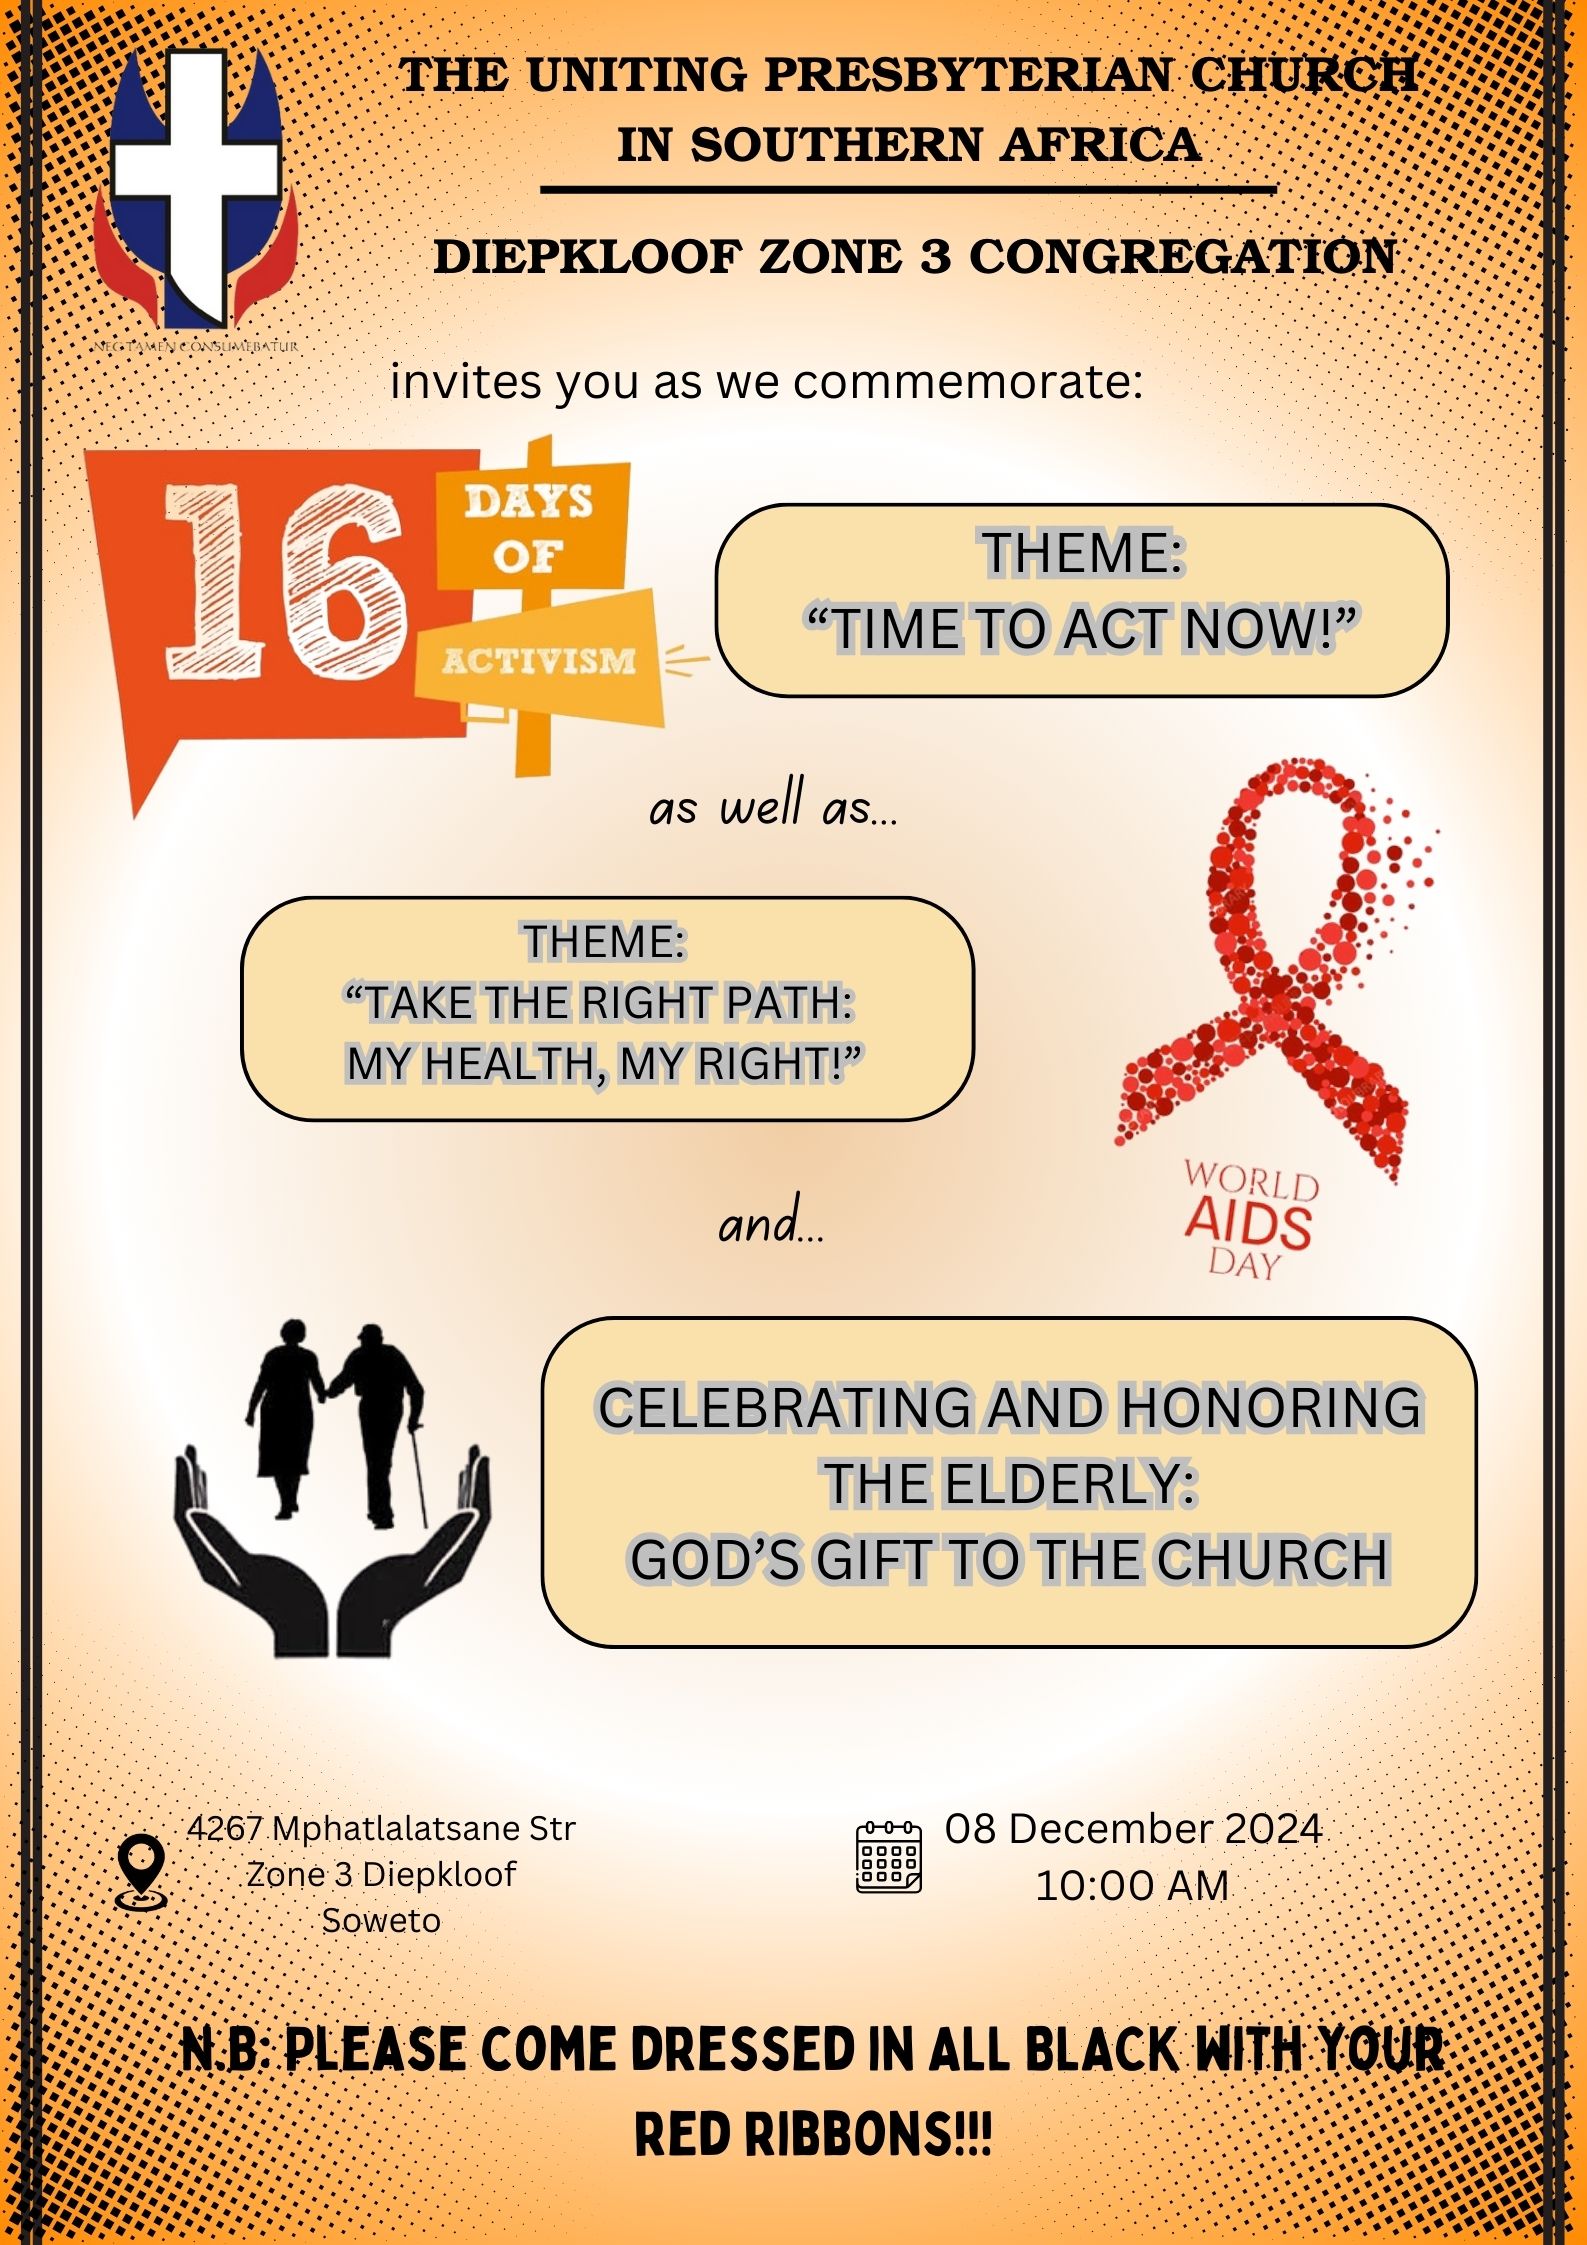 THE UNITING PRESBYTERIAN CHURCH
IN SOUTHERN AFRICA
DIEPKLOOF ZONE 3 CONGREGATION
NEC TAMEN CONSUMEBATUR
invites you as we commemorate:
16
DAYS
OF
ACTIVISM
THEME:
“TIME TO ACT NOW!”
as well as...
THEME:
“TAKE THE RIGHT PATH:
MY HEALTH, MY RIGHT!”
WORLD
AIDS
DAY
and...
CELEBRATING AND HONORING
THE ELDERLY:
GOD’S GIFT TO THE CHURCH
4267 Mphatlalatsane Str
Zone 3 Diepkloof
Soweto
08 December 2024
10:00 AM
N.B: PLEASE COME DRESSED IN ALL BLACK WITH YOUR
RED RIBBONS!!!